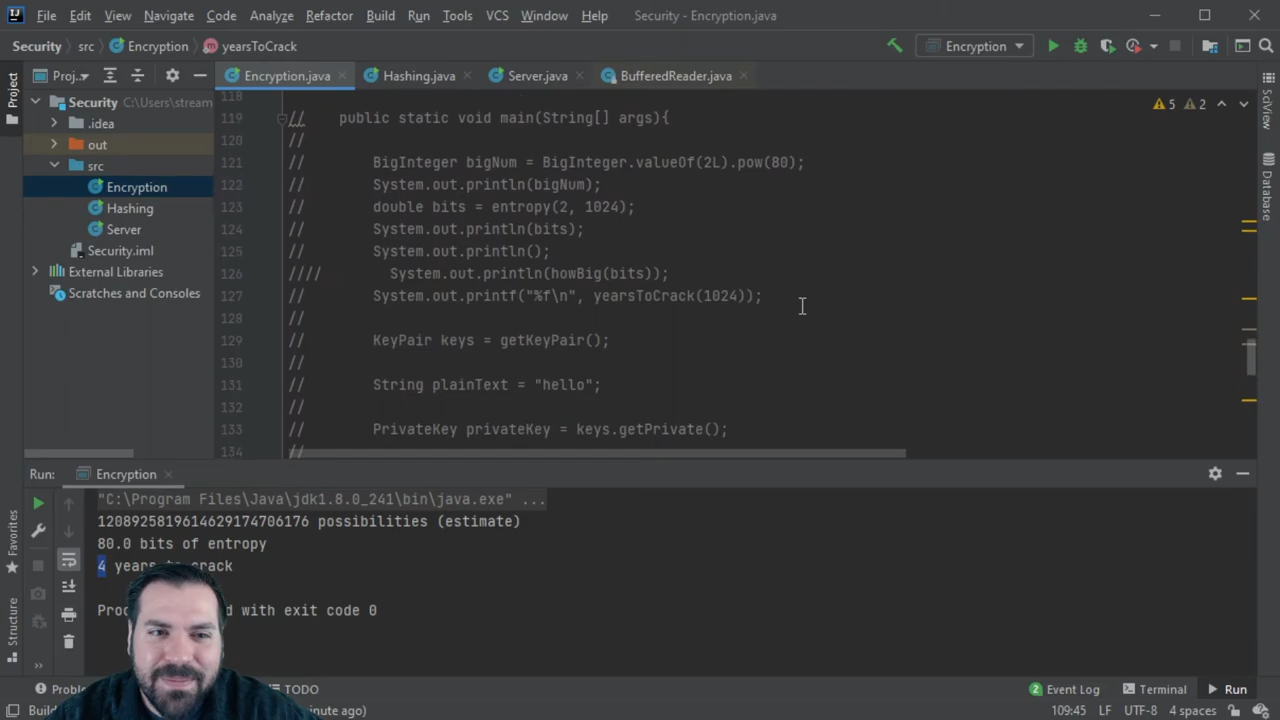 File Edit View Navigate Code Analyze Refactor Build Run Tools VCS Window Help Security - Encryption.java
Security src Encryption yearsToCrack Encryption
Project Proj... Encryption.java Hashing.java Server.java BufferedReader.java SciView
Security C:\Users\stream
.idea
out
src
Encryption
Hashing
Server
Security.iml
External Libraries
Scratches and Consoles
Database
5 2
118
119 // public static void main(String[] args){
120 //
121 // BigInteger bigNum = BigInteger.valueOf(2L).pow(80);
122 // System.out.println(bigNum);
123 // double bits = entropy(2, 1024);
124 // System.out.println(bits);
125 // System.out.println();
126 //// System.out.println(howBig(bits));
127 // System.out.printf("%f\n", yearsToCrack(1024));
128 //
129 // KeyPair keys = getKeyPair();
130 //
131 // String plainText = "hello";
132 //
133 // PrivateKey privateKey = keys.getPrivate();
134 //
Run: Encryption
"C:\Program Files\Java\jdk1.8.0_241\bin\java.exe" ...
1208925819614629174706176 possibilities (estimate)
80.0 bits of entropy
4 years to crack
with exit code 0
Favorites
Structure
TODO Event Log Terminal Run
109:45 LF UTF-8 4 spaces